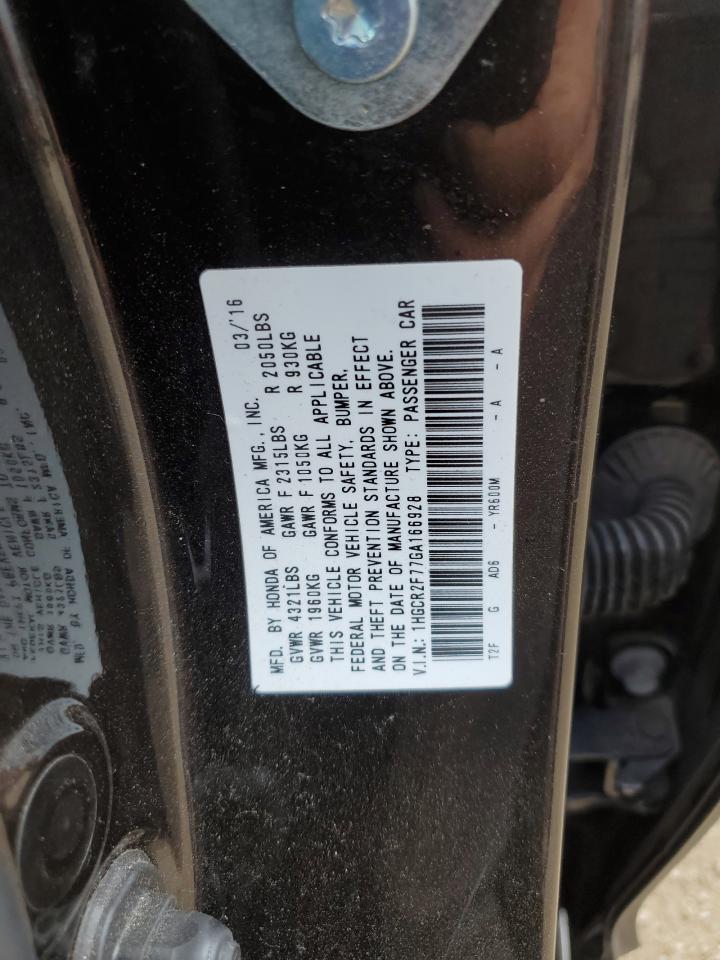 MFD. BY HONDA OF AMERICA MFG., INC. 03/'16
GVWR 4321LBS GAWR F 2315LBS R 2050LBS
GVWR 1960KG GAWR F 1050KG R 930KG
THIS VEHICLE CONFORMS TO ALL APPLICABLE
FEDERAL MOTOR VEHICLE SAFETY, BUMPER,
AND THEFT PREVENTION STANDARDS IN EFFECT
ON THE DATE OF MANUFACTURE SHOWN ABOVE.
V.I.N.: 1HGCR2F77GA166928 TYPE: PASSENGER CAR
T2F G AD6 - YR600M - A - A